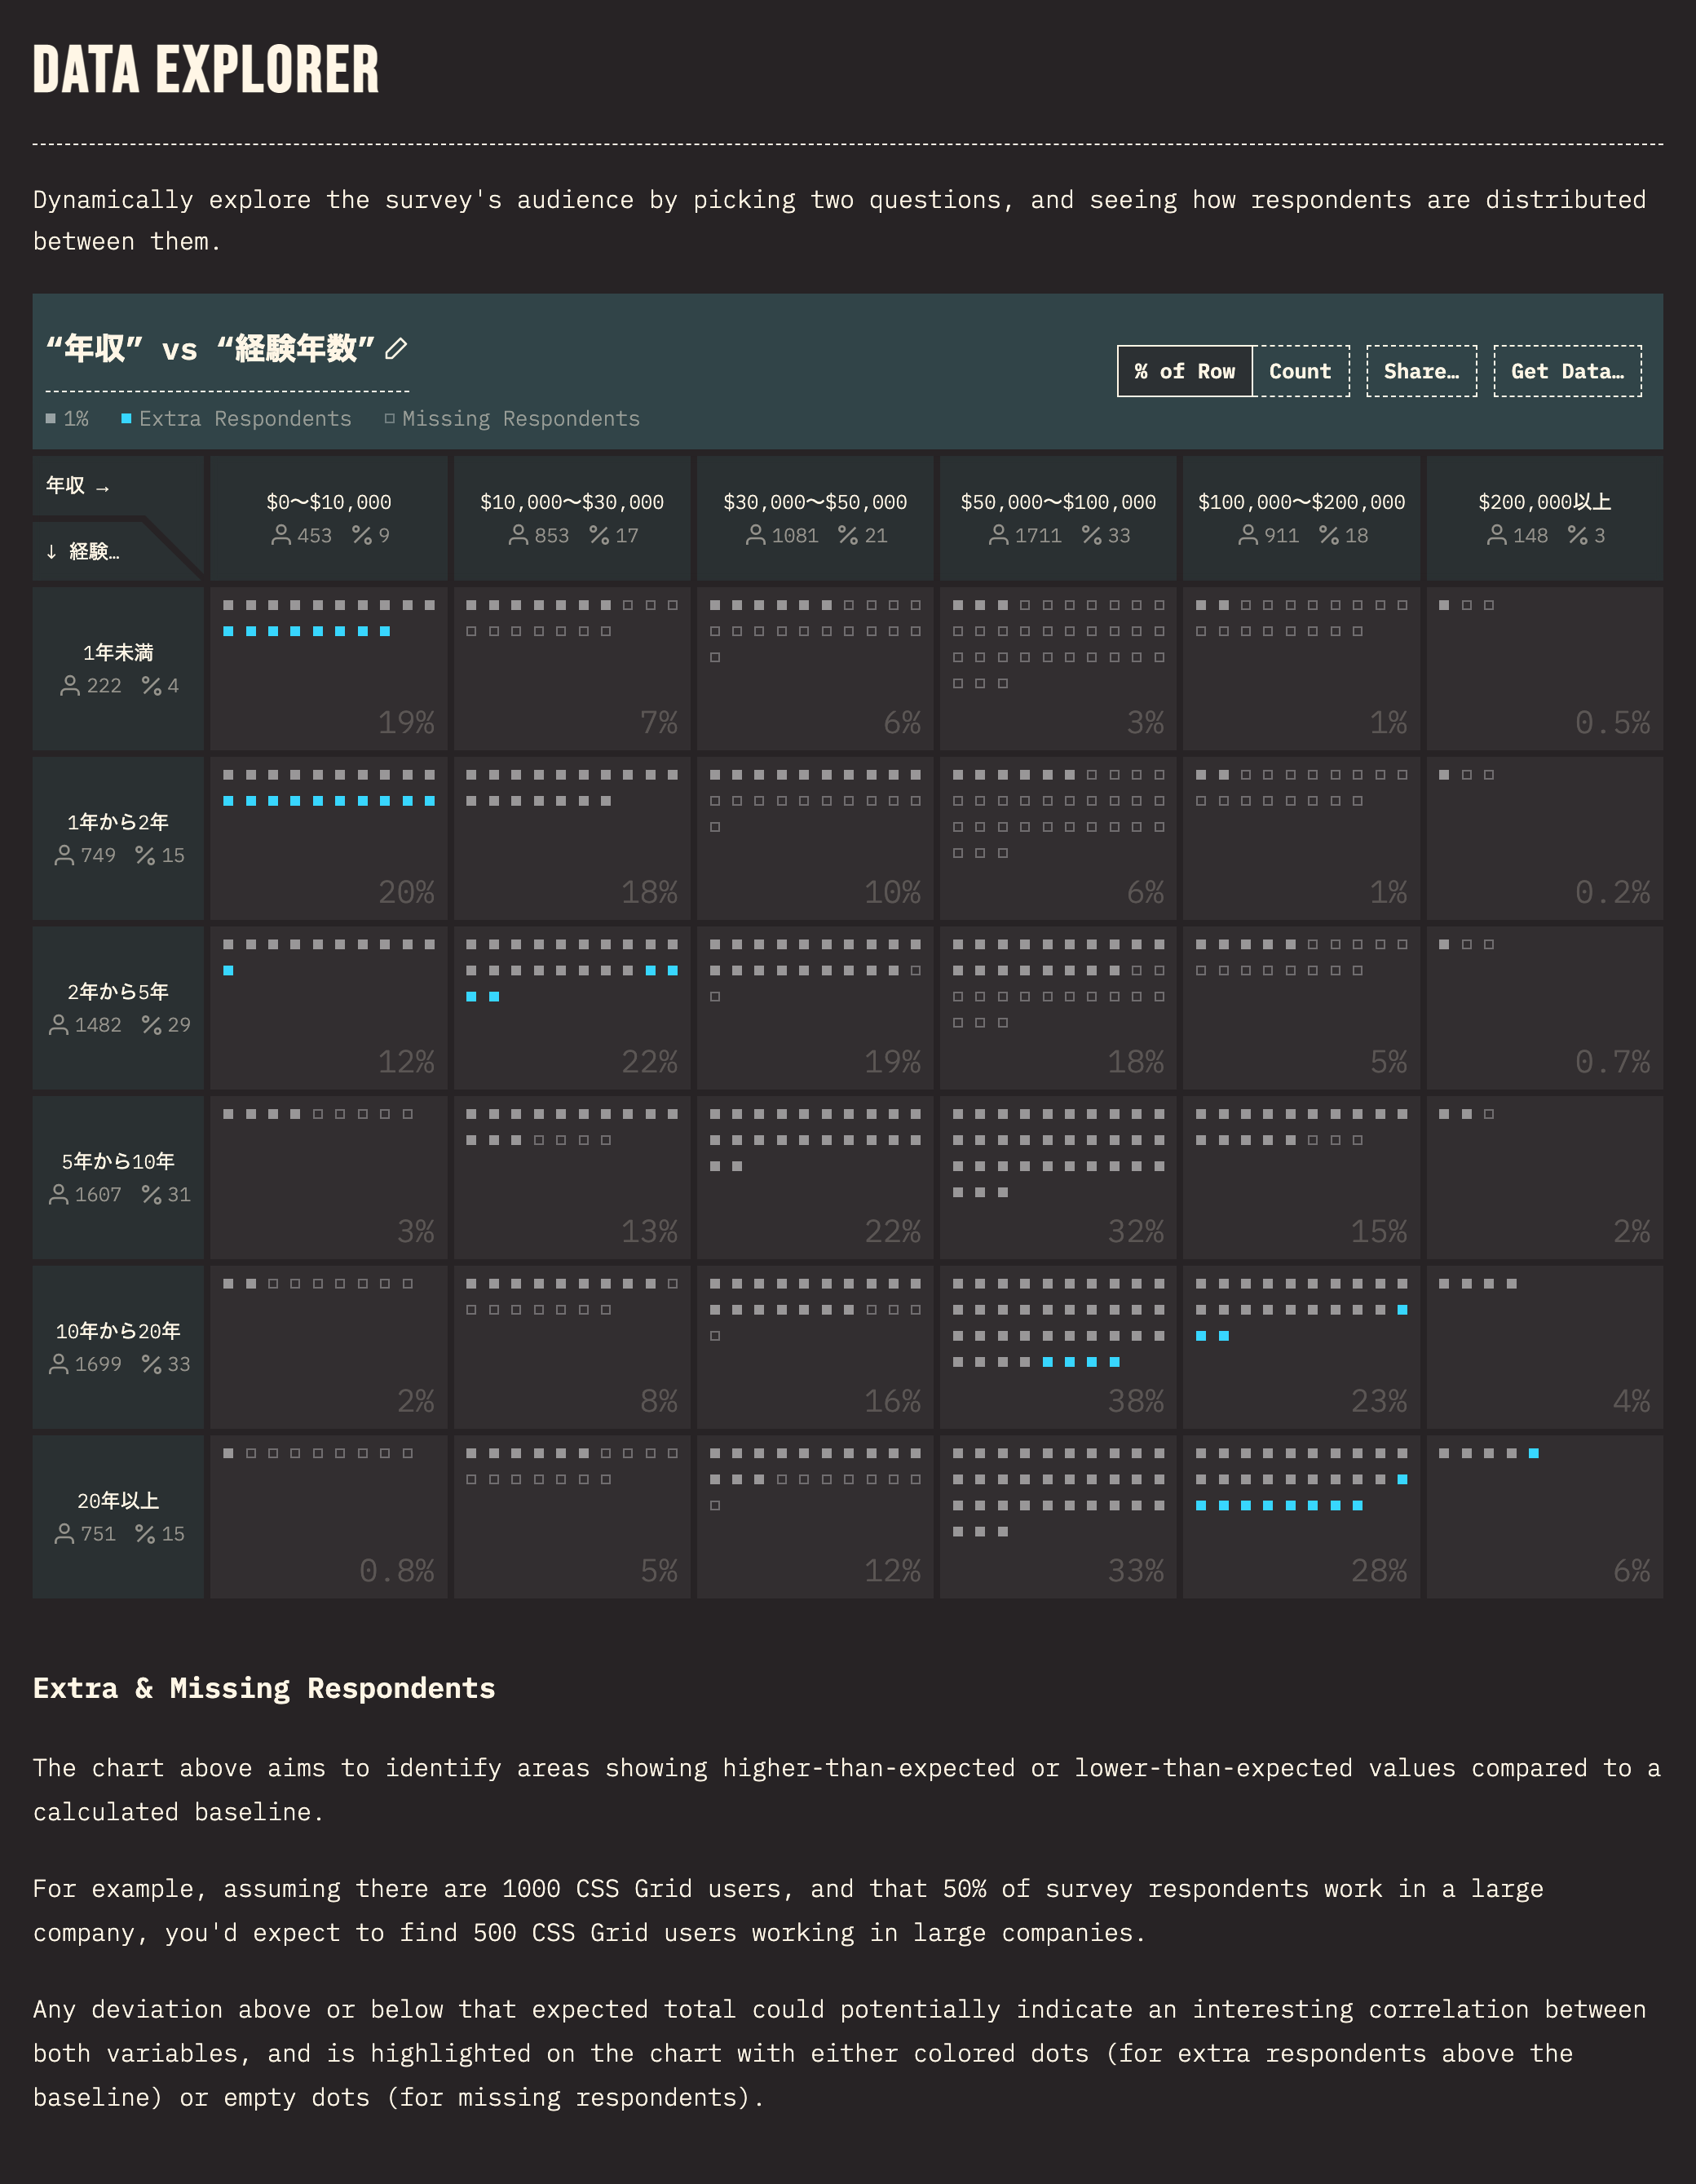 DATA EXPLORER
Dynamically explore the survey's audience by picking two questions, and seeing how respondents are distributed
between them.
“年収” vs “経験年数”
% of Row Count Share… Get Data…
1% Extra Respondents Missing Respondents
年収 →
↓ 経験…
$0〜$10,000
453 % 9
$10,000〜$30,000
853 % 17
$30,000〜$50,000
1081 % 21
$50,000〜$100,000
1711 % 33
$100,000〜$200,000
911 % 18
$200,000以上
148 % 3
1年未満
222 % 4
19% 7% 6% 3% 1% 0.5%
1年から2年
749 % 15
20% 18% 10% 6% 1% 0.2%
2年から5年
1482 % 29
12% 22% 19% 18% 5% 0.7%
5年から10年
1607 % 31
3% 13% 22% 32% 15% 2%
10年から20年
1699 % 33
2% 8% 16% 38% 23% 4%
20年以上
751 % 15
0.8% 5% 12% 33% 28% 6%
Extra & Missing Respondents
The chart above aims to identify areas showing higher-than-expected or lower-than-expected values compared to a
calculated baseline.
For example, assuming there are 1000 CSS Grid users, and that 50% of survey respondents work in a large
company, you'd expect to find 500 CSS Grid users working in large companies.
Any deviation above or below that expected total could potentially indicate an interesting correlation between
both variables, and is highlighted on the chart with either colored dots (for extra respondents above the
baseline) or empty dots (for missing respondents).